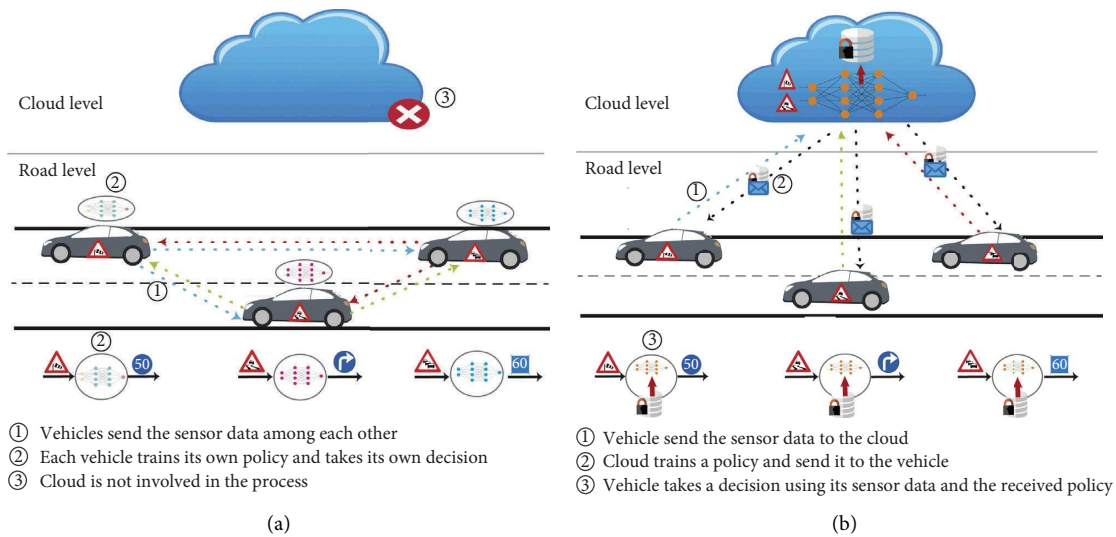 Cloud level
③
Road level
②
①
②
50
60
① Vehicles send the sensor data among each other
② Each vehicle trains its own policy and takes its own decision
③ Cloud is not involved in the process
(a)
Cloud level
Road level
①
②
③
50
60
① Vehicle send the sensor data to the cloud
② Cloud trains a policy and send it to the vehicle
③ Vehicle takes a decision using its sensor data and the received policy
(b)